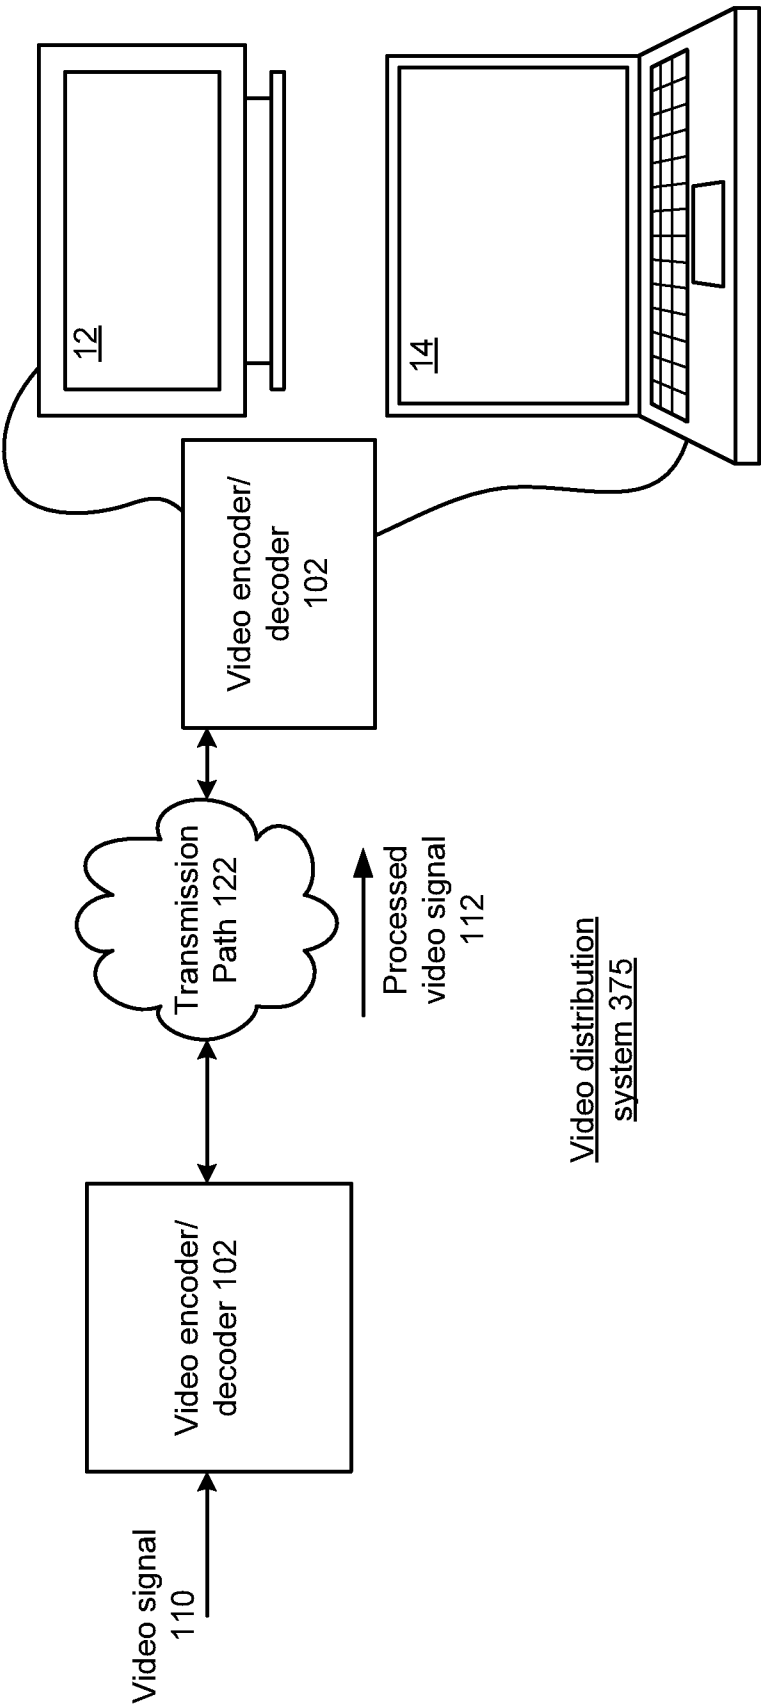 Video signal
110
Video encoder/
decoder 102
Transmission
Path 122
Processed
video signal
112
Video encoder/
decoder
102
12
14
Video distribution
system 375